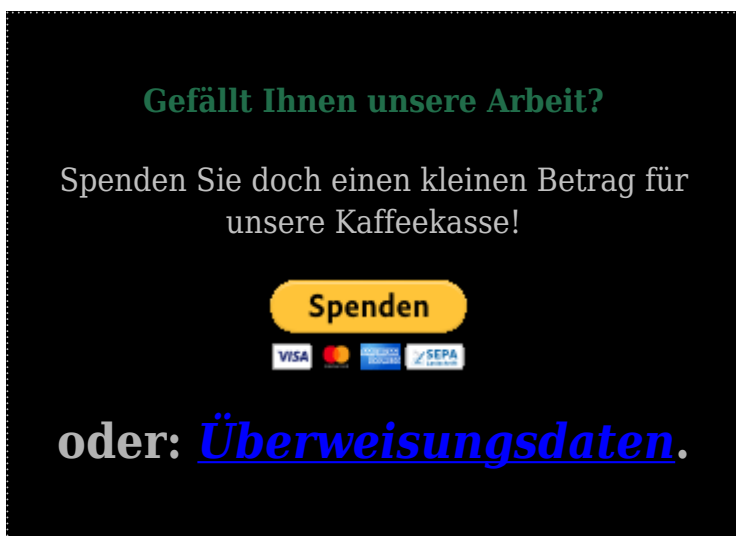 Gefällt Ihnen unsere Arbeit?
Spenden Sie doch einen kleinen Betrag für
unsere Kaffeekasse!
Spenden
VISA SEPA
oder: Überweisungsdaten.